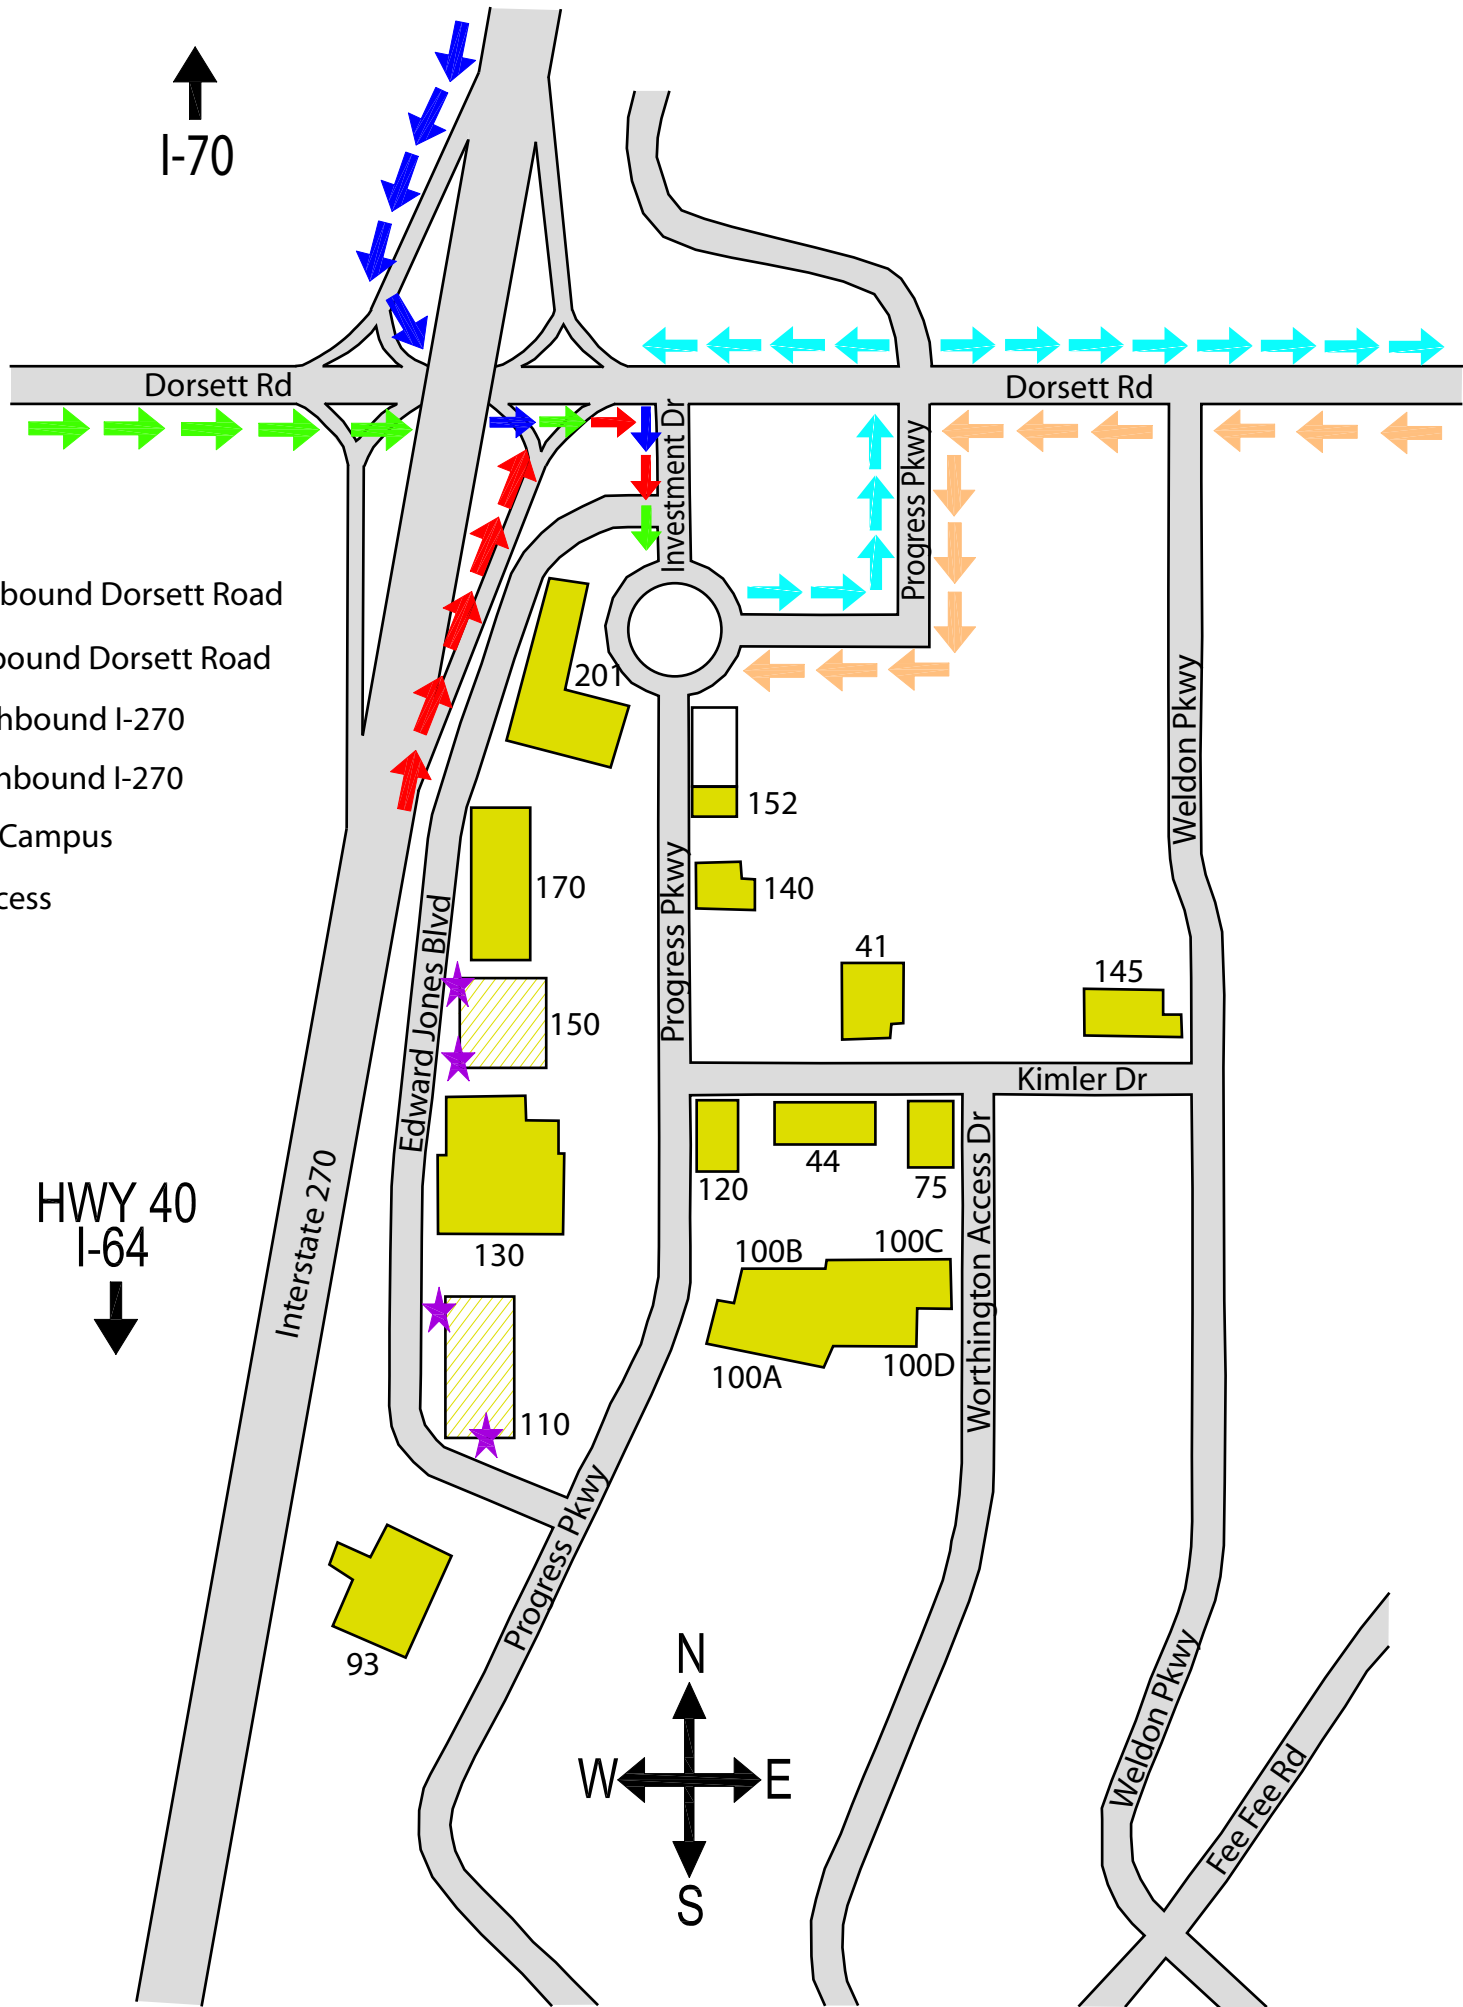 I-70
Dorsett Rd
Dorsett Rd
Investment Dr
Progress Pkwy
bound Dorsett Road
bound Dorsett Road
hbound I-270
hbound I-270
Campus
cess
201
152
170
140
Weldon Pkwy
Progress Pkwy
Edward Jones Blvd
41
145
150
Kimler Dr
120
44
75
Worthington Access Dr
HWY 40
I-64
Interstate 270
130
100B
100C
100A
100D
110
Progress Pkwy
93
N
W
E
S
Weldon Pkwy
Fee Fee Rd